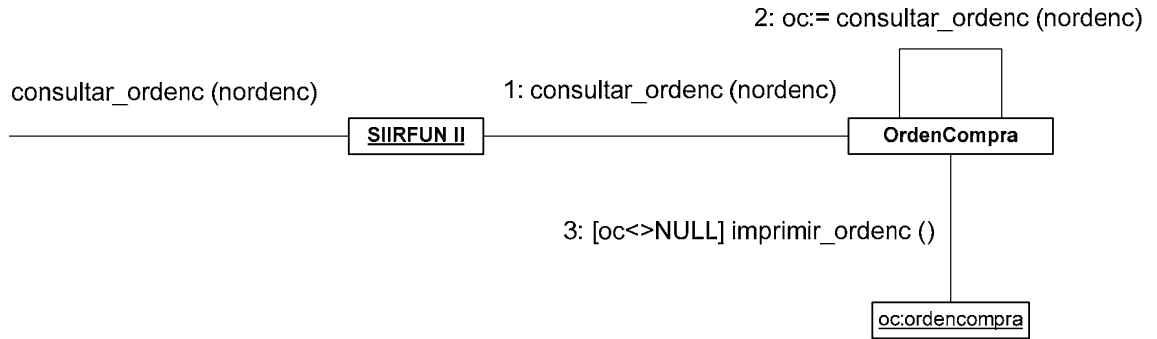 2: oc:= consultar_ordenc (nordenc)
consultar_ordenc (nordenc)
1: consultar_ordenc (nordenc)
SIIRFUN II
OrdenCompra
3: [oc<>NULL] imprimir_ordenc ()
oc:ordencompra